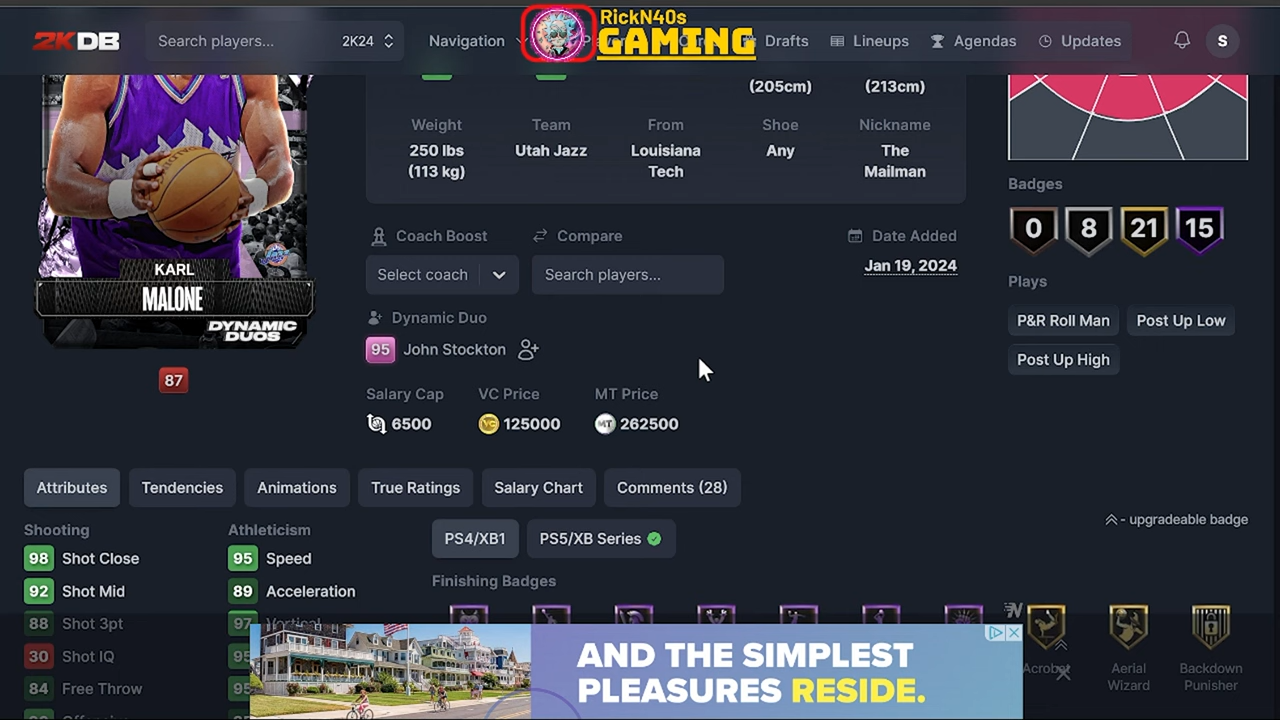 2KDB
Search players...
2K24
Navigation
RickN40s
GAMING
Drafts
Lineups
Agendas
Updates
S
(205cm)
(213cm)
Weight
250 lbs
(113 kg)
Team
Utah Jazz
From
Louisiana
Tech
Shoe
Any
Nickname
The
Mailman
KARL
MALONE
DYNAMIC
DUOS
87
Coach Boost
Select coach
Compare
Search players...
Date Added
Jan 19, 2024
Dynamic Duo
95 John Stockton
Salary Cap
6500
VC Price
VC 125000
MT Price
MT 262500
Badges
0 8 21 15
Plays
P&R Roll Man
Post Up Low
Post Up High
Attributes
Tendencies
Animations
True Ratings
Salary Chart
Comments (28)
- upgradeable badge
Shooting
98 Shot Close
92 Shot Mid
88 Shot 3pt
30 Shot IQ
84 Free Throw
Athleticism
95 Speed
89 Acceleration
97 Vertical
95
95
PS4/XB1
PS5/XB Series
Finishing Badges
Acrobat
Aerial
Wizard
Backdown
Punisher
AND THE SIMPLEST
PLEASURES RESIDE.